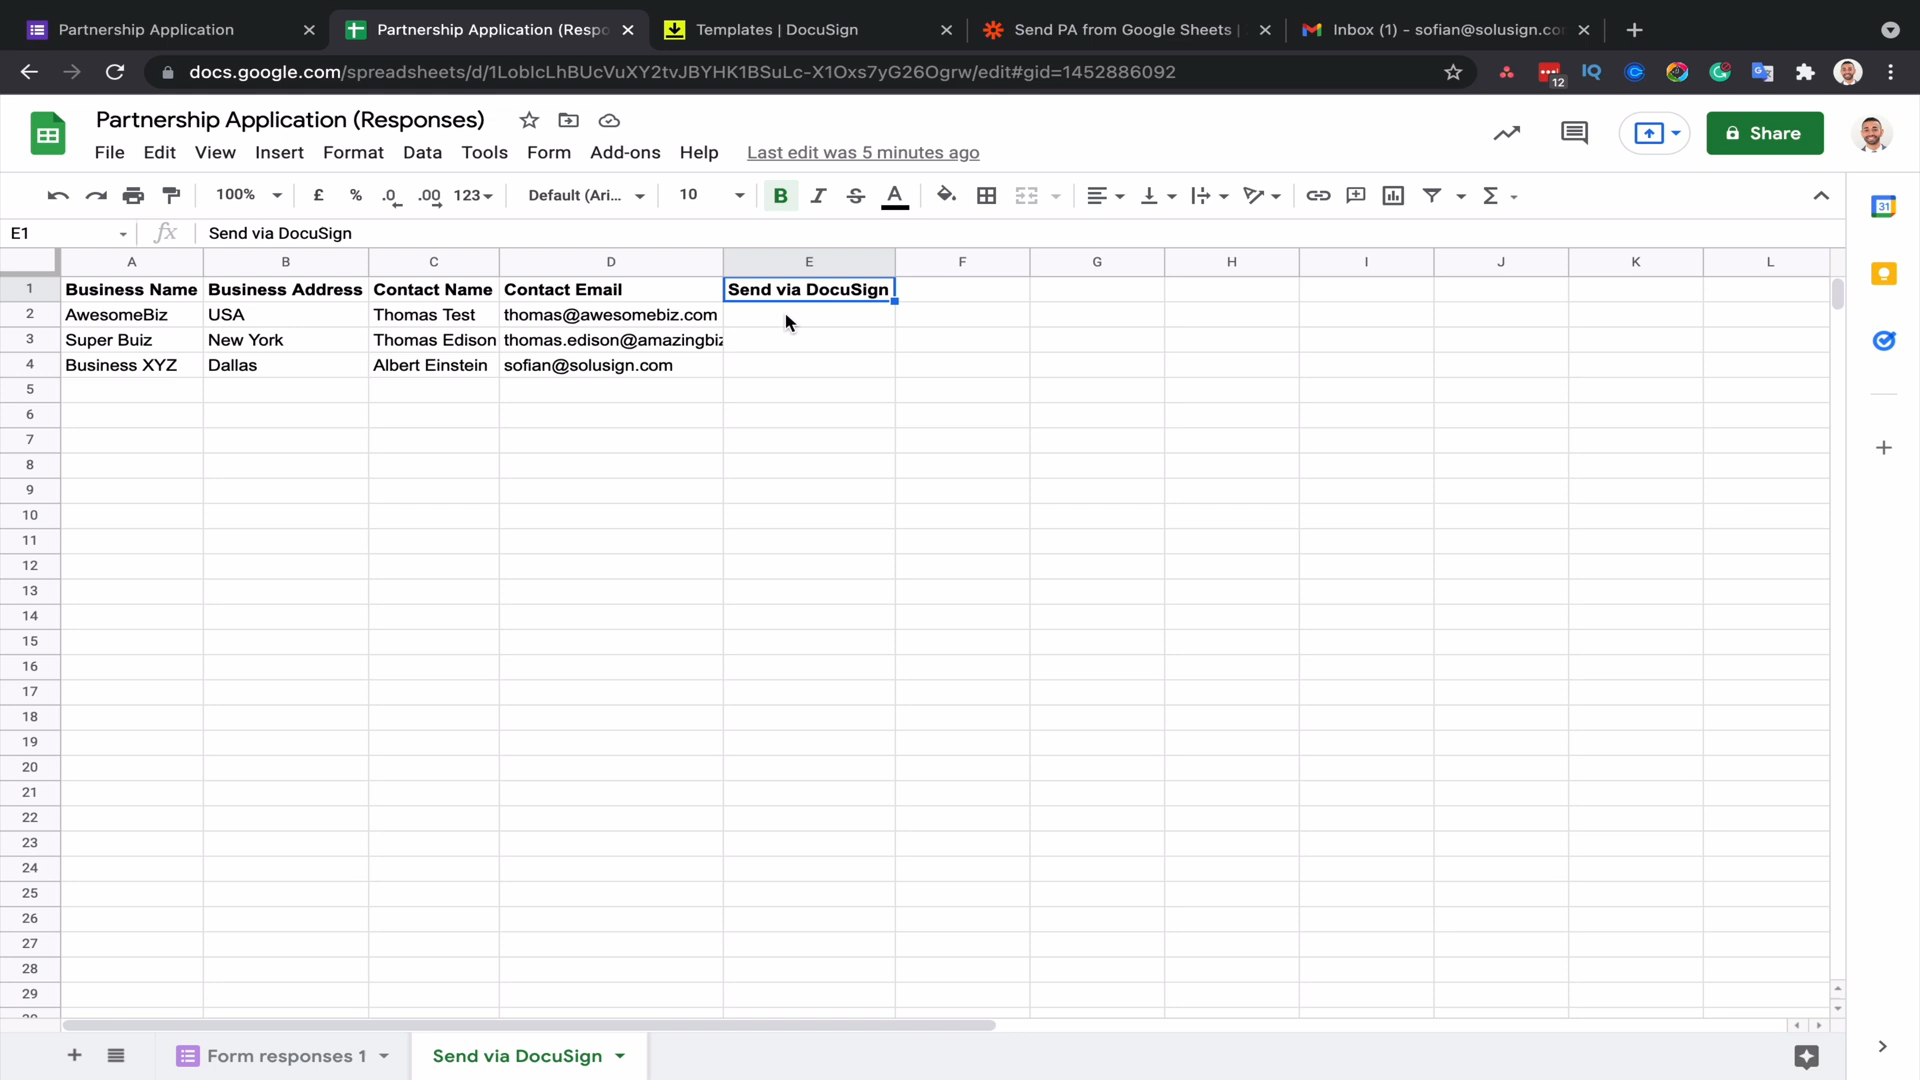 Partnership Application
Partnership Application (Respo
Templates | DocuSign
Send PA from Google Sheets |
Inbox (1) - sofian@solusign.co
docs.google.com/spreadsheets/d/1LobIcLhBUcVuXY2tvJBYHK1BSuLc-X1Oxs7yG26Ogrw/edit#gid=1452886092
12
IQ
Partnership Application (Responses)
File Edit View Insert Format Data Tools Form Add-ons Help Last edit was 5 minutes ago
Share
100% £ % .0 .00 123 Default (Ari... 10 B I S A Σ
31
E1 fx Send via DocuSign
A B C D E F G H I J K L
1 Business Name Business Address Contact Name Contact Email Send via DocuSign
2 AwesomeBiz USA Thomas Test thomas@awesomebiz.com
3 Super Buiz New York Thomas Edison thomas.edison@amazingbiz
4 Business XYZ Dallas Albert Einstein sofian@solusign.com
5
6
7
8
9
10
11
12
13
14
15
16
17
18
19
20
21
22
23
24
25
26
27
28
29
Form responses 1
Send via DocuSign